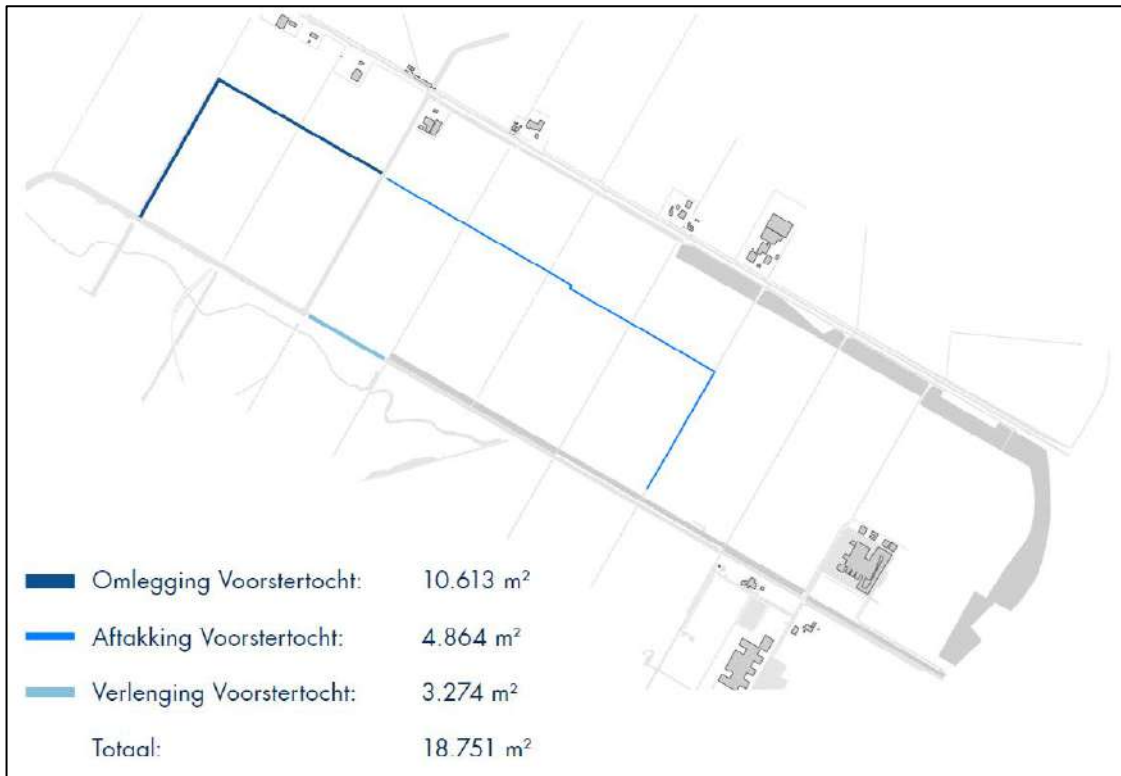 Omlegging Voorstertocht: 10.613 m²
Aftakking Voorstertocht: 4.864 m²
Verlenging Voorstertocht: 3.274 m²
Totaal: 18.751 m²